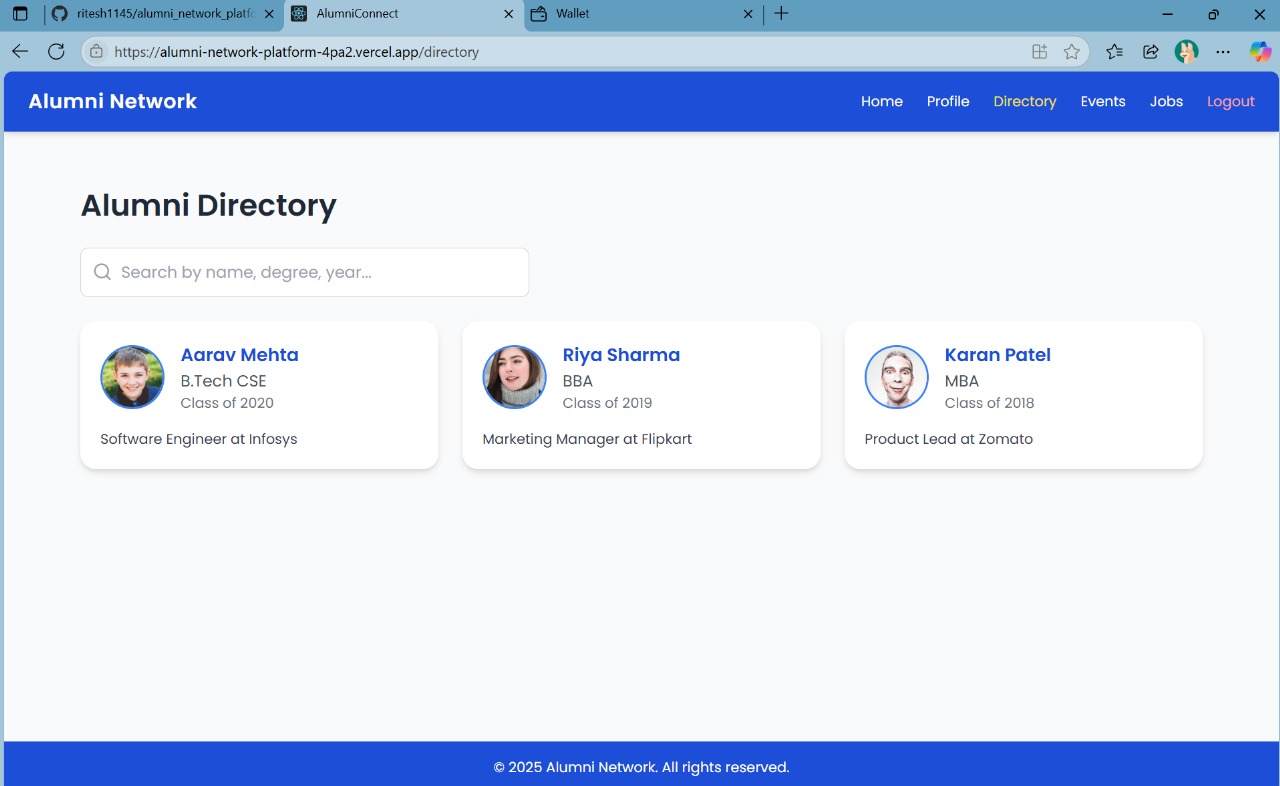 ritesh1145/alumni_network_platfo
AlumniConnect
Wallet
https://alumni-network-platform-4pa2.vercel.app/directory
Alumni Network
Home
Profile
Directory
Events
Jobs
Logout
Alumni Directory
Search by name, degree, year...
Aarav Mehta
B.Tech CSE
Class of 2020
Software Engineer at Infosys
Riya Sharma
BBA
Class of 2019
Marketing Manager at Flipkart
Karan Patel
MBA
Class of 2018
Product Lead at Zomato
© 2025 Alumni Network. All rights reserved.